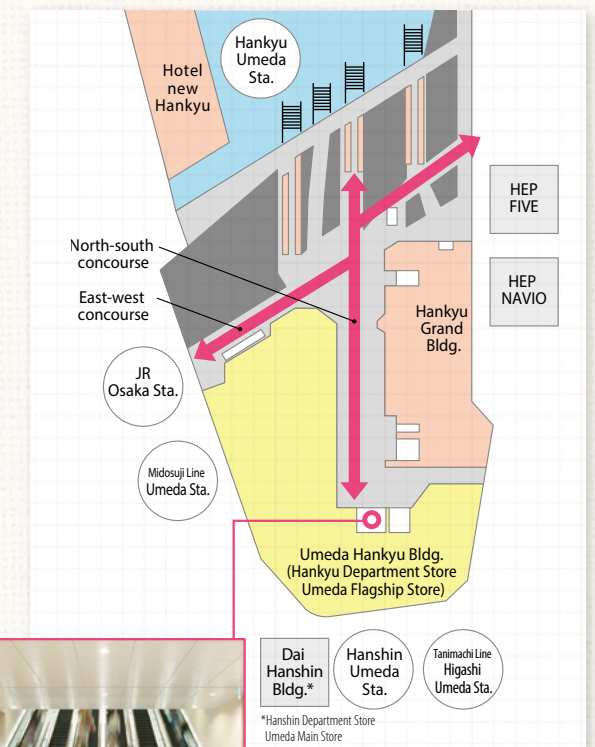 Hankyu
Umeda
Sta.
Hotel
new
Hankyu
HEP
FIVE
North-south
concourse
HEP
NAVIO
East-west
concourse
Hankyu
Grand
Bldg.
JR
Osaka Sta.
Midosuji Line
Umeda Sta.
Umeda Hankyu Bldg.
(Hankyu Department Store
Umeda Flagship Store)
Dai
Hanshin
Bldg.*
Hanshin
Umeda
Sta.
Tanimachi Line
Higashi
Umeda Sta.
*Hanshin Department Store
Umeda Main Store